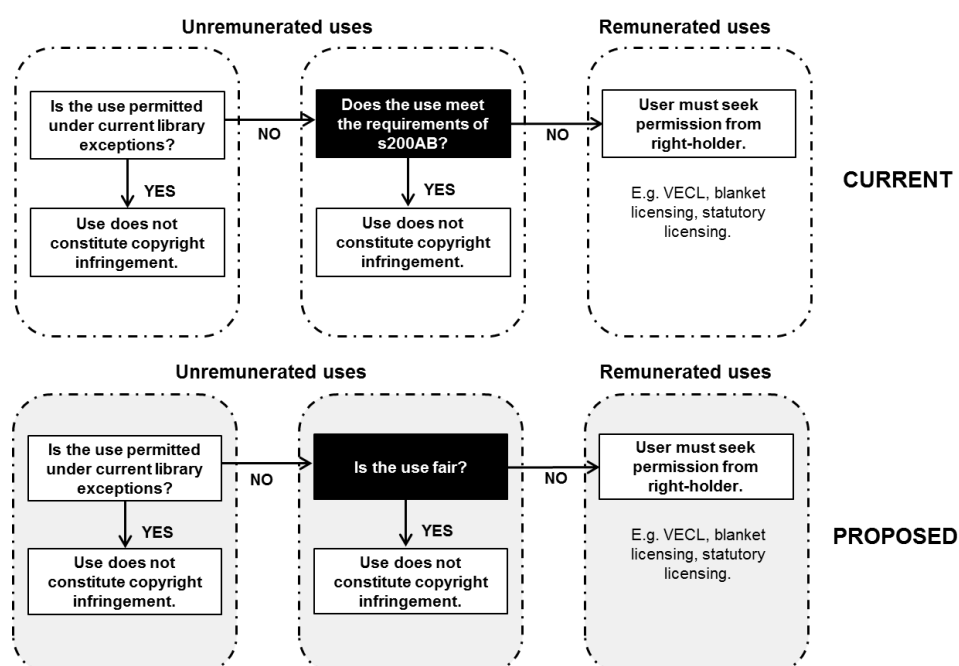 Unremunerated uses
Remunerated uses
Is the use permitted
under current library
exceptions?
NO
Does the use meet
the requirements of
s200AB?
NO
User must seek
permission from
right-holder.
YES
YES
Use does not
constitute copyright
infringement.
Use does not
constitute copyright
infringement.
E.g. VECL, blanket
licensing, statutory
licensing.
CURRENT
Unremunerated uses
Remunerated uses
Is the use permitted
under current library
exceptions?
NO
Is the use fair?
NO
User must seek
permission from
right-holder.
YES
YES
Use does not
constitute copyright
infringement.
Use does not
constitute copyright
infringement.
E.g. VECL, blanket
licensing, statutory
licensing.
PROPOSED